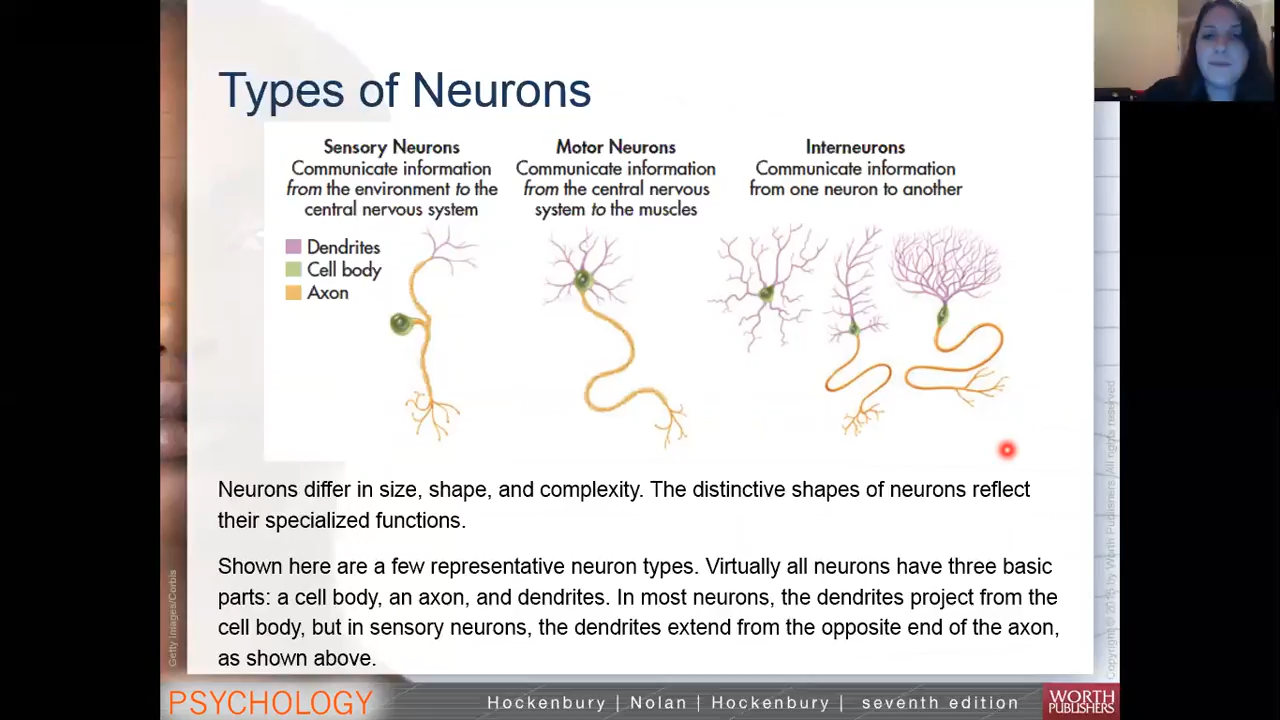 Types of Neurons
Sensory Neurons
Communicate information
from the environment to the
central nervous system
Motor Neurons
Communicate information
from the central nervous
system to the muscles
Interneurons
Communicate information
from one neuron to another
Dendrites
Cell body
Axon
Neurons differ in size, shape, and complexity. The distinctive shapes of neurons reflect
their specialized functions.
Shown here are a few representative neuron types. Virtually all neurons have three basic
parts: a cell body, an axon, and dendrites. In most neurons, the dendrites project from the
cell body, but in sensory neurons, the dendrites extend from the opposite end of the axon,
as shown above.
Getty Images/Corbis
PSYCHOLOGY
Hockenbury | Nolan | Hockenbury | seventh edition
WORTH
PUBLISHERS